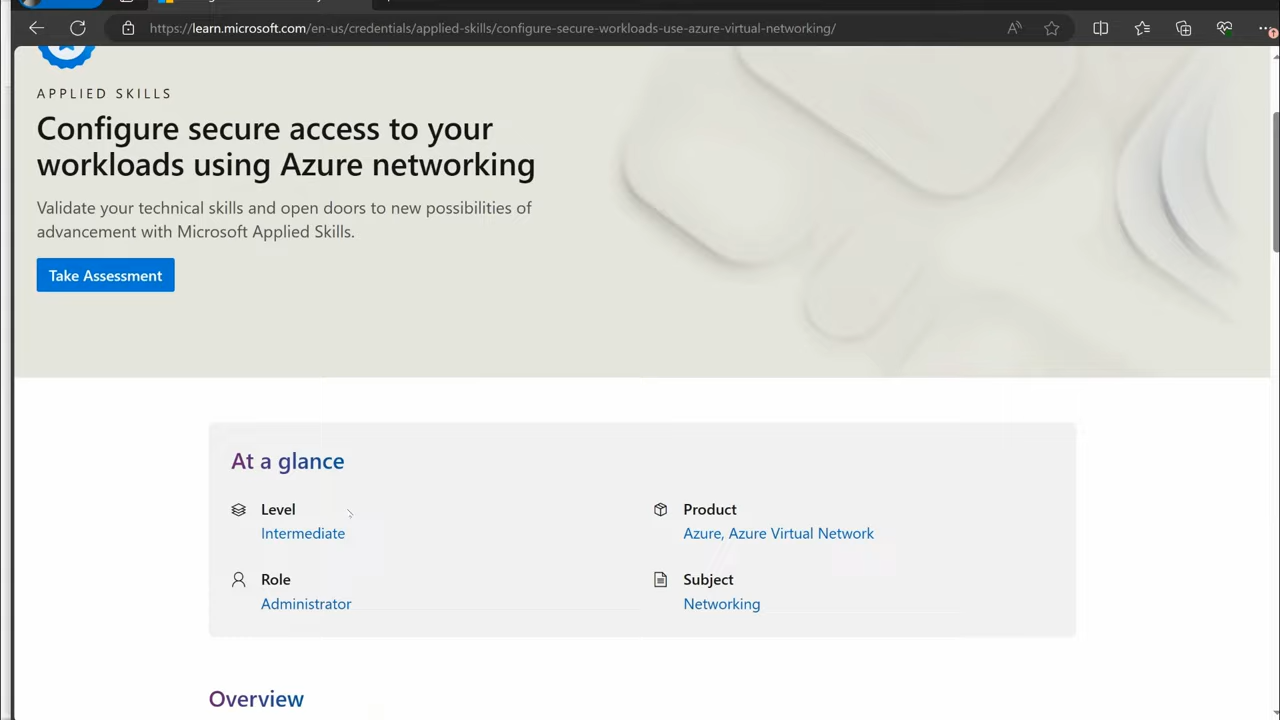 https://learn.microsoft.com/en-us/credentials/applied-skills/configure-secure-workloads-use-azure-virtual-networking/
APPLIED SKILLS
Configure secure access to your
workloads using Azure networking
Validate your technical skills and open doors to new possibilities of
advancement with Microsoft Applied Skills.
Take Assessment
At a glance
Level
Intermediate
Product
Azure, Azure Virtual Network
Role
Administrator
Subject
Networking
Overview